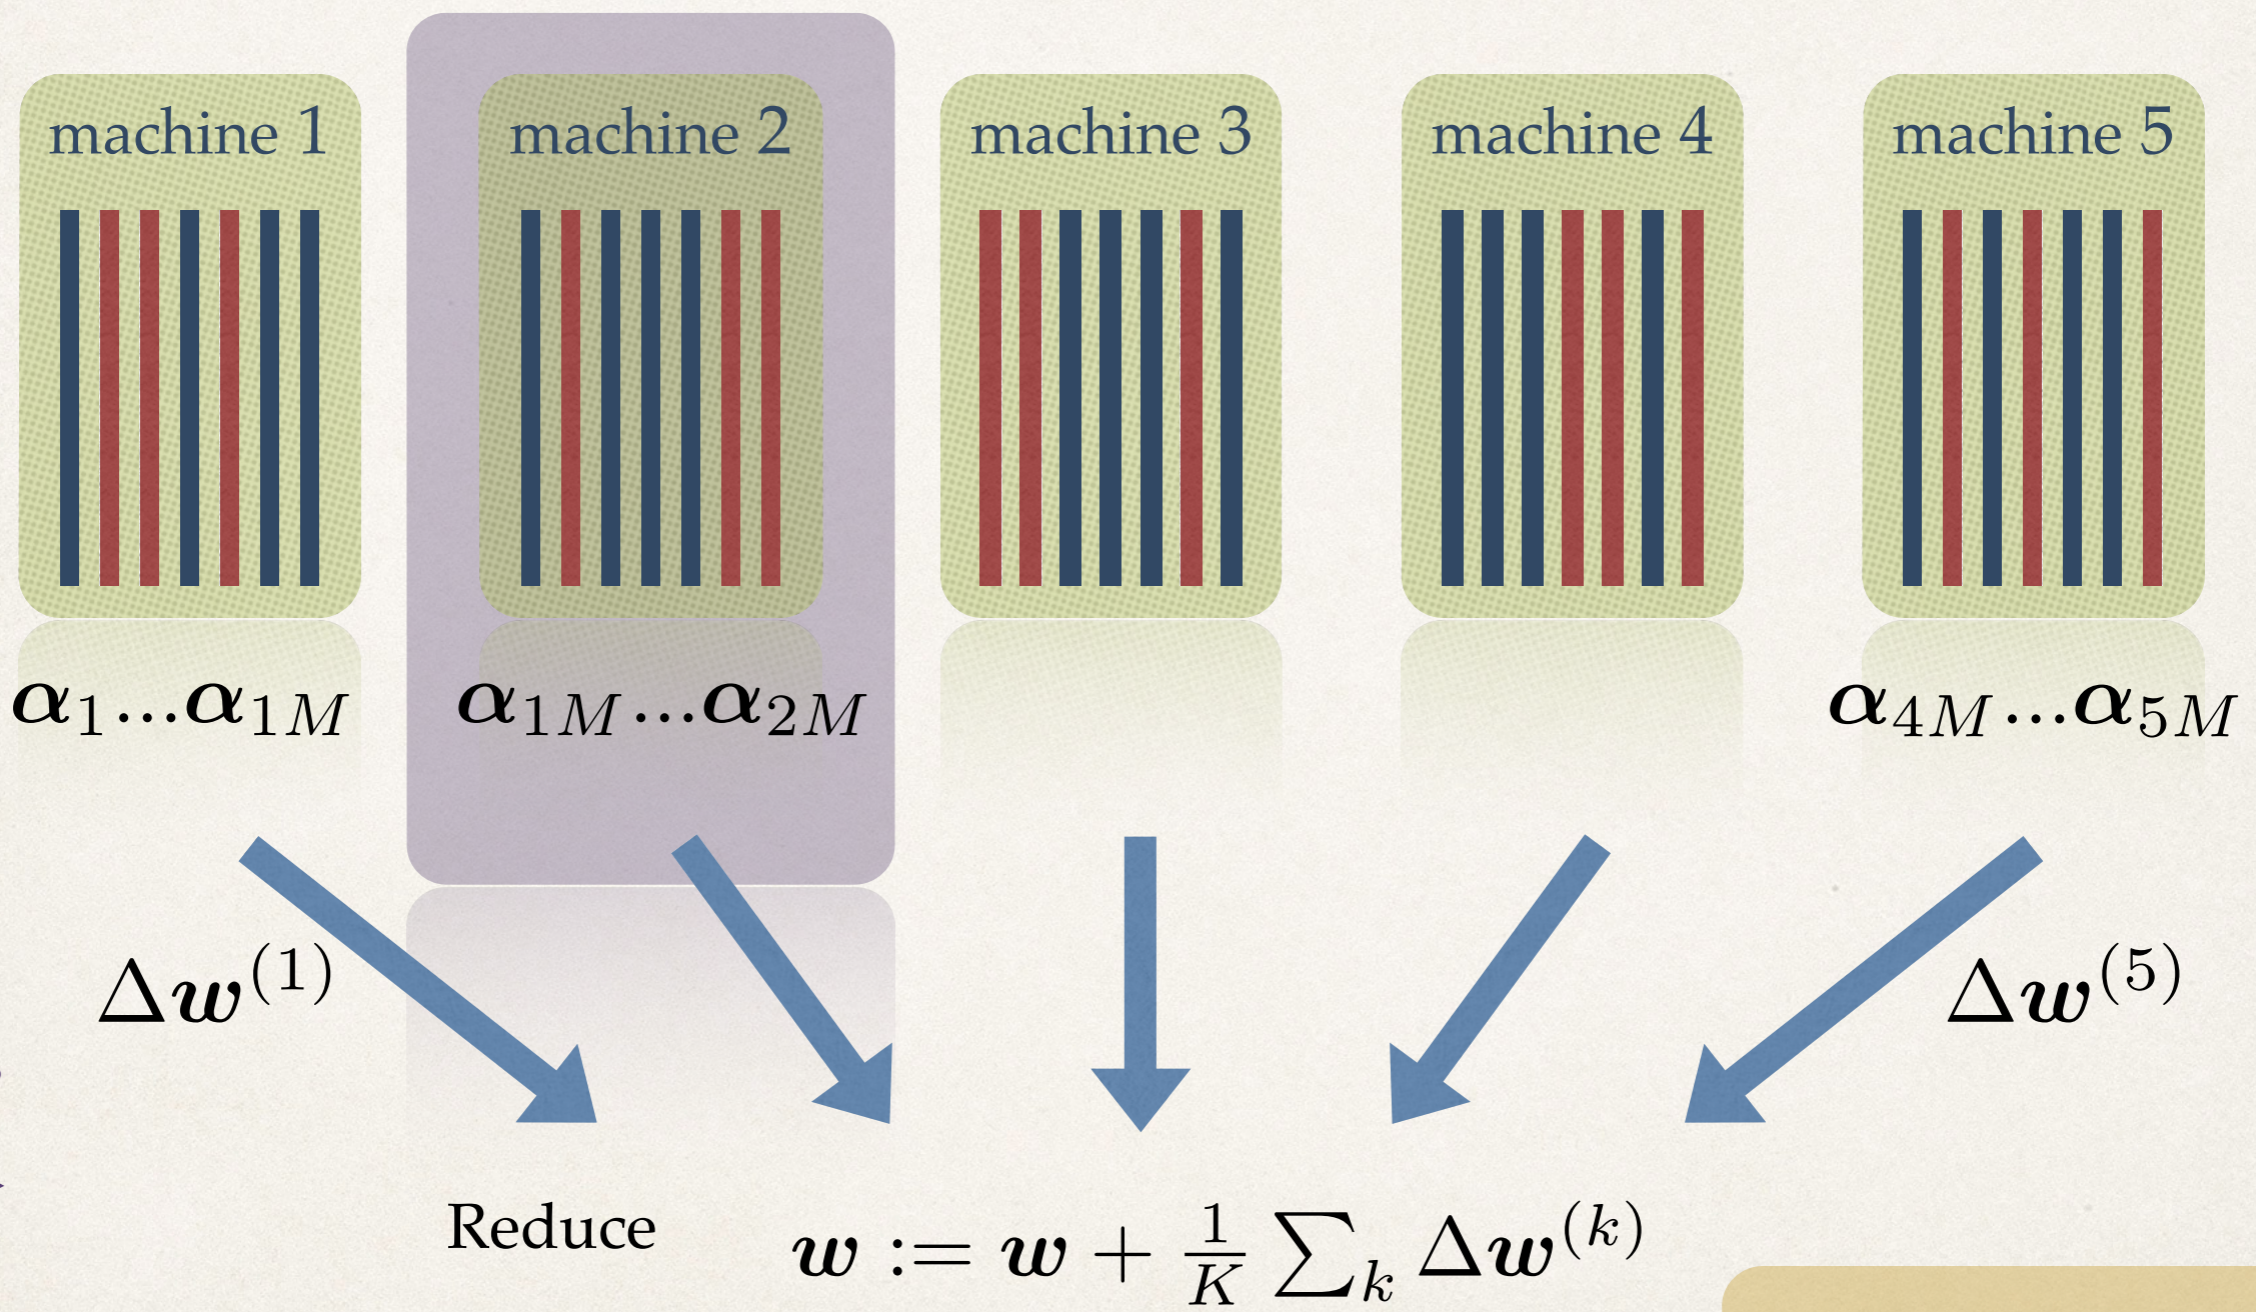 machine 1 machine 2 machine 3 machine 4 machine 5
α₁...α₁M α₁M...α₂M α₄M...α₅M
Δw⁽¹⁾ Δw⁽⁵⁾
Reduce w := w + 1/K ∑ₖ Δw⁽ᵏ⁾